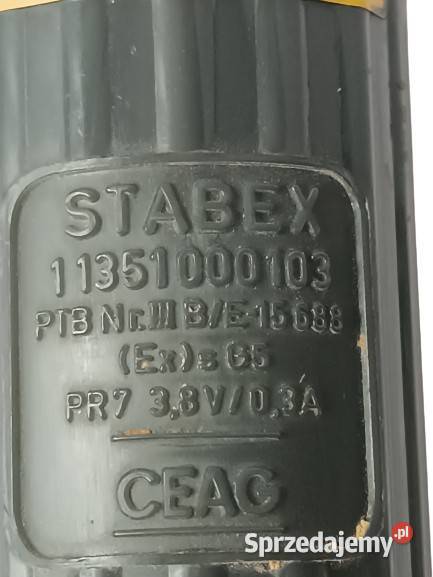 STABEX
11351000103
PTB Nr. III B/E-15688
(Ex)s G5
PR7 3,8V/0,3A
CEAG
Sprzedajemy.pl